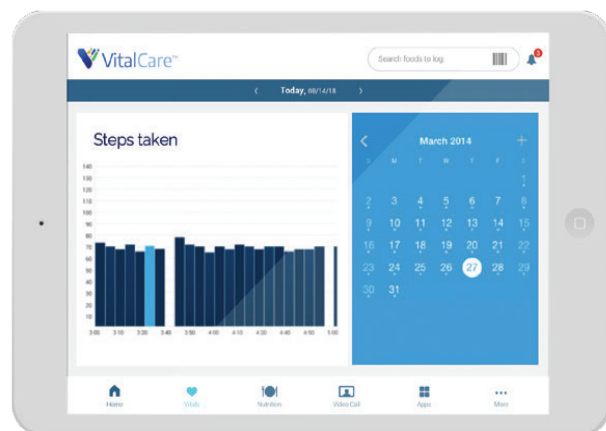 VitalCare™
Search foods to log
3
Today, 08/14/18
Steps taken
140
130
120
110
100
90
80
70
60
50
40
30
20
10
3:00 3:10 3:20 3:40 3:50 4:00 4:10 4:20 4:40 4:50 5:00
March 2014
S M T W T F S
1
2 3 4 5 6 7 8
9 10 11 12 13 14 15
16 17 18 19 20 21 22
23 24 25 26 27 28 29
30 31
Home Vitals Nutrition Video Call Apps More